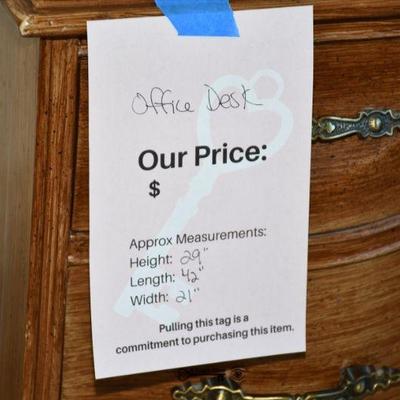 Office Desk
Our Price:
$
Approx Measurements:
Height: 29"
Length: 42"
Width: 21"
Pulling this tag is a
commitment to purchasing this item.